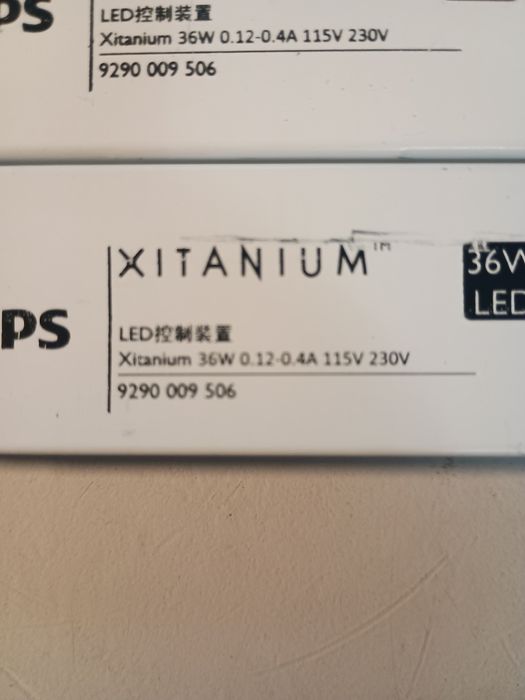 PS
LED控制装置
Xitanium 36W 0.12-0.4A 115V 230V
9290 009 506
XITANIUM™
36W
LED
PS
LED控制装置
Xitanium 36W 0.12-0.4A 115V 230V
9290 009 506